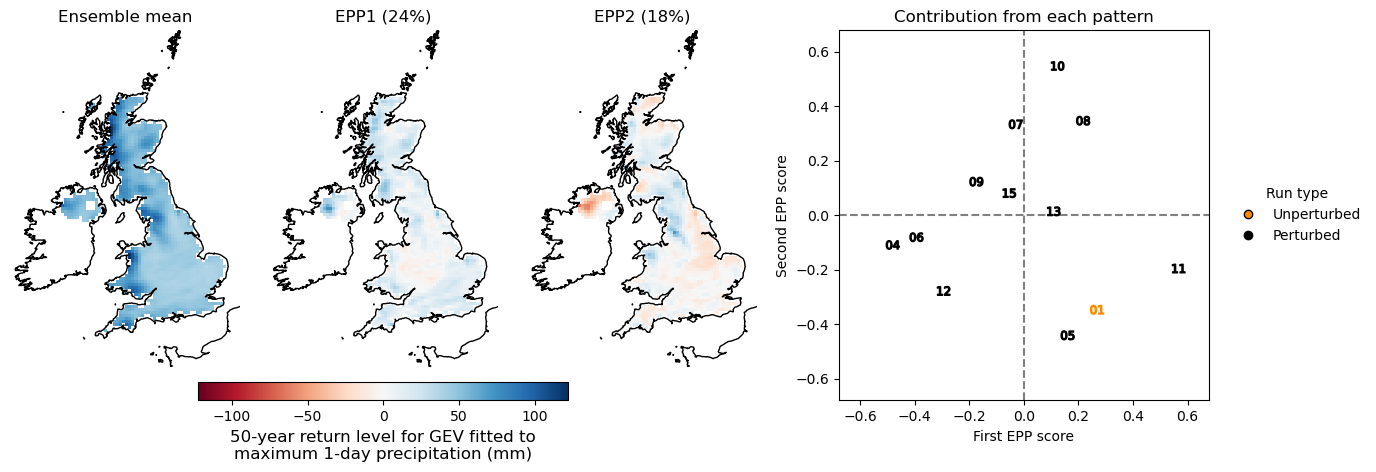 Ensemble mean
EPP1 (24%)
EPP2 (18%)
Contribution from each pattern
−100
−50
0
50
100
50-year return level for GEV fitted to
maximum 1-day precipitation (mm)
Second EPP score
0.6
0.4
0.2
0.0
−0.2
−0.4
−0.6
10
07
08
09
15
13
06
04
11
12
01
05
−0.6
−0.4
−0.2
0.0
0.2
0.4
0.6
First EPP score
Run type
Unperturbed
Perturbed